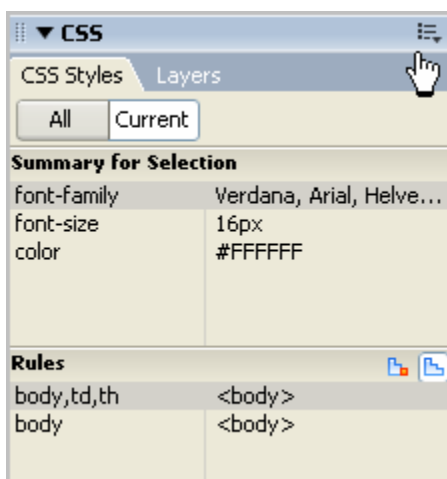 CSS
CSS Styles Layers
All Current
Summary for Selection
font-family Verdana, Arial, Helve...
font-size 16px
color #FFFFFF
Rules
body,td,th <body>
body <body>